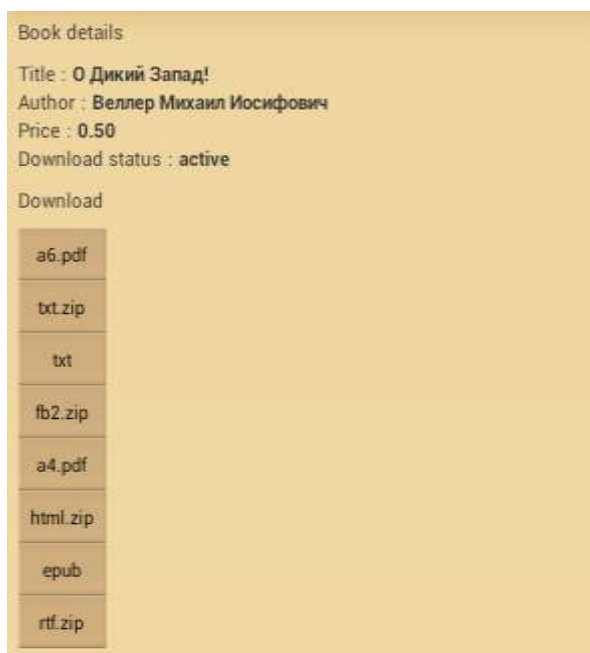 Book details
Title : О Дикий Запад!
Author : Веллер Михаил Иосифович
Price : 0.50
Download status : active
Download
a6.pdf
txt.zip
txt
fb2.zip
a4.pdf
html.zip
epub
rtf.zip